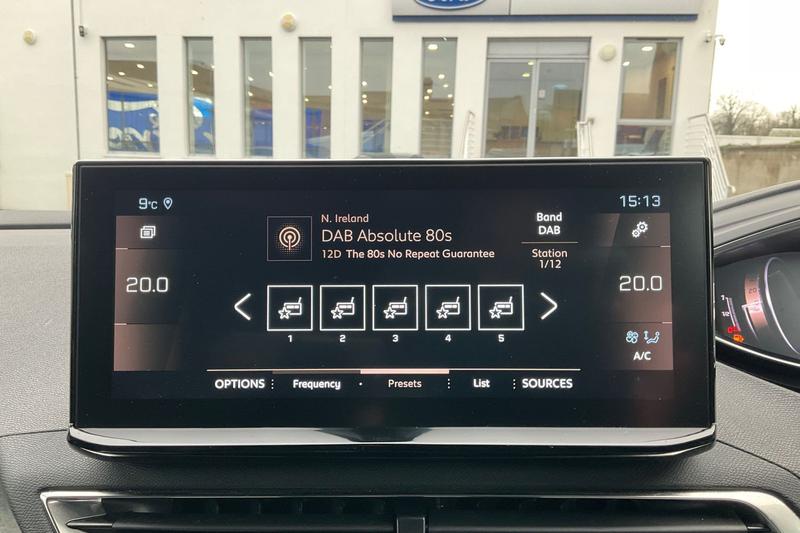 Ford
9°C
15:13
N. Ireland
DAB Absolute 80s
12D The 80s No Repeat Guarantee
Band
DAB
Station
1/12
20.0
20.0
1 2 3 4 5
A/C
OPTIONS Frequency Presets List SOURCES